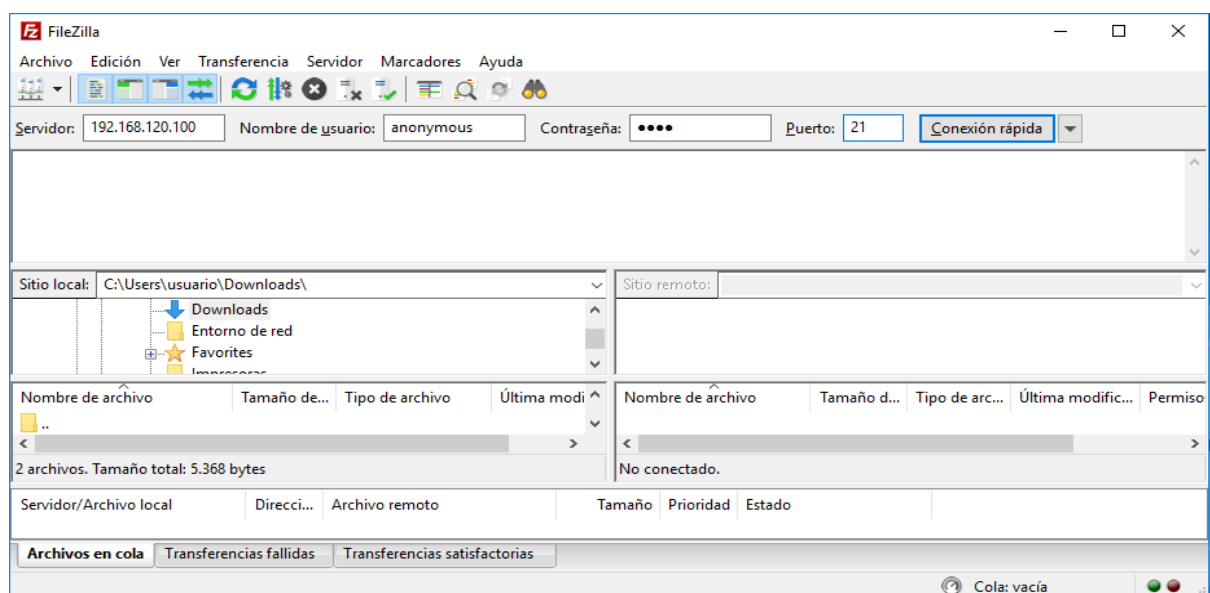 FileZilla
Archivo Edición Ver Transferencia Servidor Marcadores Ayuda
Servidor: 192.168.120.100 Nombre de usuario: anonymous Contraseña: •••• Puerto: 21 Conexión rápida
Sitio local: C:\Users\usuario\Downloads\ Sitio remoto:
Downloads
Entorno de red
Favorites
Impresoras
Nombre de archivo Tamaño de... Tipo de archivo Última modi Nombre de archivo Tamaño d... Tipo de arc... Última modific... Permiso
..
2 archivos. Tamaño total: 5.368 bytes No conectado.
Servidor/Archivo local Direcci... Archivo remoto Tamaño Prioridad Estado
Archivos en cola Transferencias fallidas Transferencias satisfactorias
Cola: vacía